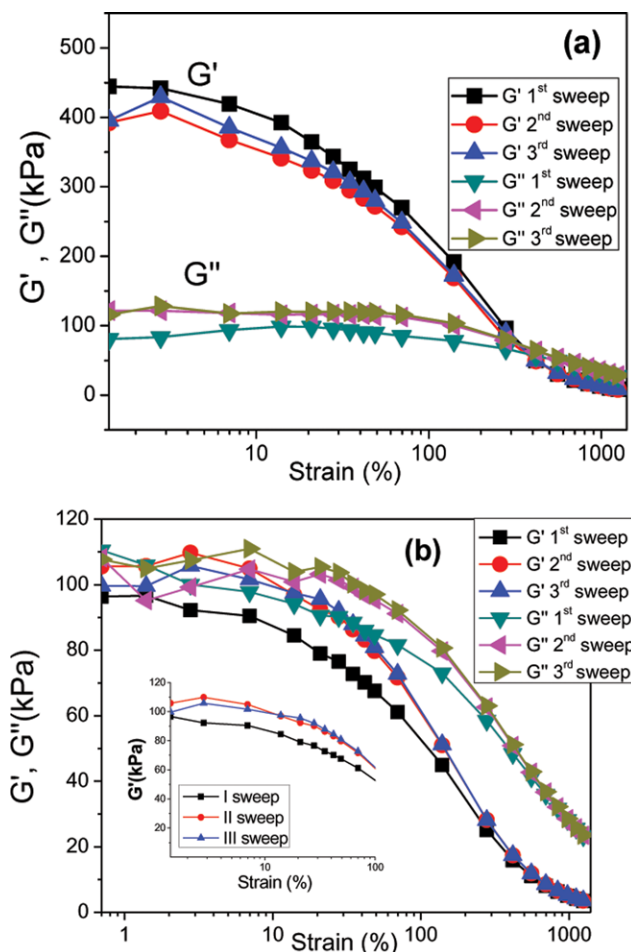 (a)
G'
G"
G' 1st sweep
G' 2nd sweep
G' 3rd sweep
G" 1st sweep
G" 2nd sweep
G" 3rd sweep
G', G"(kPa)
500
400
300
200
100
0
10 100 1000
Strain (%)
(b)
G' 1st sweep
G' 2nd sweep
G' 3rd sweep
G" 1st sweep
G" 2nd sweep
G" 3rd sweep
G', G"(kPa)
120
100
80
60
40
20
0
G'(kPa)
120
100
80
60
40
20
I sweep
II sweep
III sweep
10 100
Strain (%)
1 10 100 1000
Strain (%)